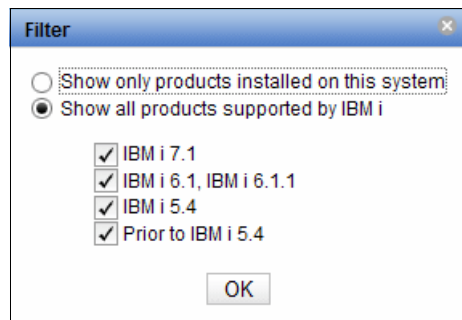 Filter
Show only products installed on this system
Show all products supported by IBM i
IBM i 7.1
IBM i 6.1, IBM i 6.1.1
IBM i 5.4
Prior to IBM i 5.4
OK